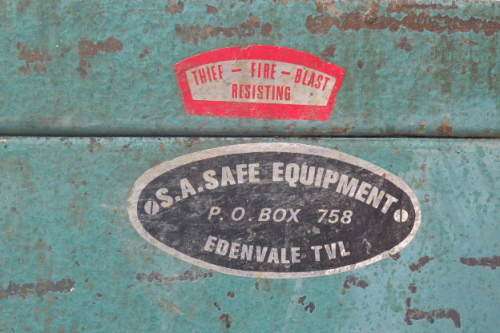 THIEF - FIRE - BLAST
RESISTING
S.A.SAFE EQUIPMENT
P.O. BOX 758
EDENVALE TVL